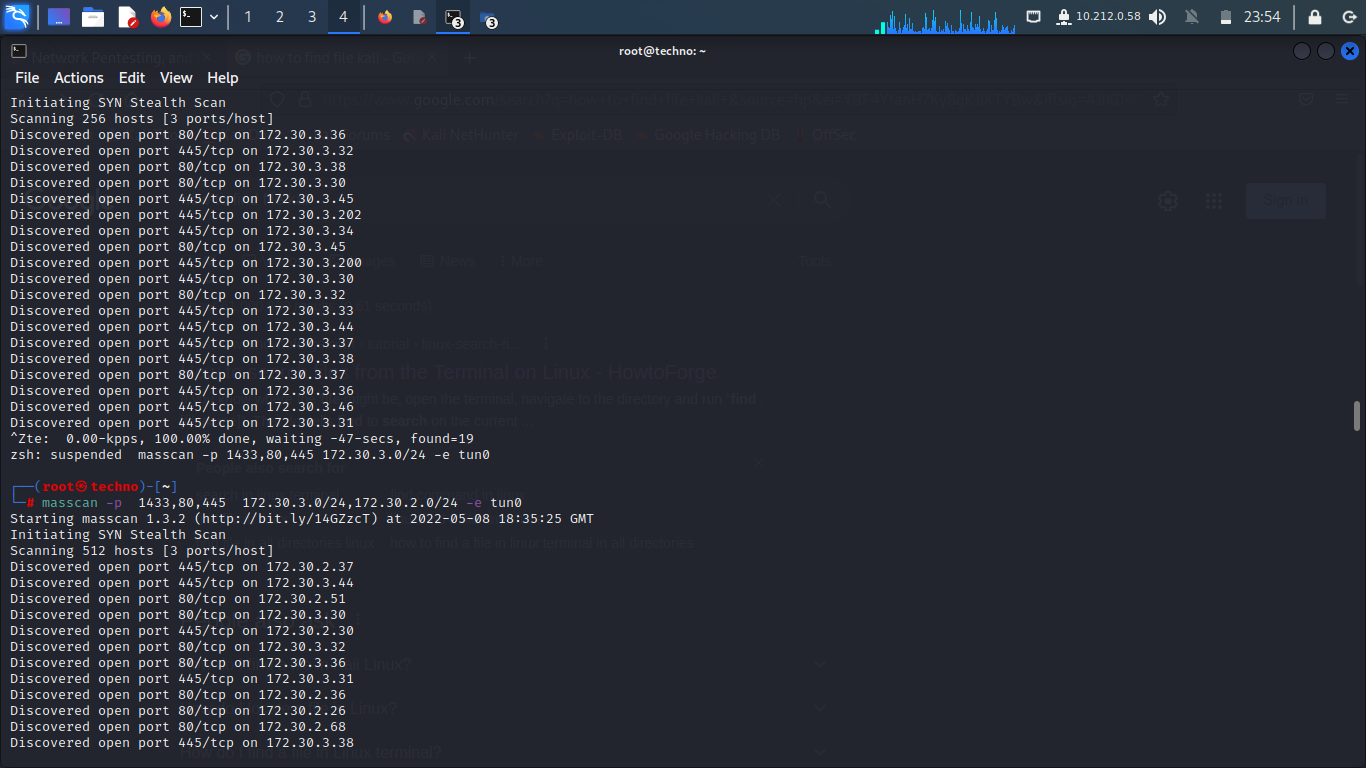 1 2 3 4 3 3 10.212.0.58 23:54
root@techno: ~
File Actions Edit View Help
Initiating SYN Stealth Scan
Scanning 256 hosts [3 ports/host]
Discovered open port 80/tcp on 172.30.3.36
Discovered open port 445/tcp on 172.30.3.32
Discovered open port 80/tcp on 172.30.3.38
Discovered open port 80/tcp on 172.30.3.30
Discovered open port 445/tcp on 172.30.3.45
Discovered open port 445/tcp on 172.30.3.202
Discovered open port 445/tcp on 172.30.3.34
Discovered open port 80/tcp on 172.30.3.45
Discovered open port 445/tcp on 172.30.3.200
Discovered open port 445/tcp on 172.30.3.30
Discovered open port 80/tcp on 172.30.3.32
Discovered open port 445/tcp on 172.30.3.33
Discovered open port 445/tcp on 172.30.3.44
Discovered open port 445/tcp on 172.30.3.37
Discovered open port 445/tcp on 172.30.3.38
Discovered open port 80/tcp on 172.30.3.37
Discovered open port 445/tcp on 172.30.3.36
Discovered open port 445/tcp on 172.30.3.46
Discovered open port 445/tcp on 172.30.3.31
^Zte:  0.00-kpps, 100.00% done, waiting -47-secs, found=19
zsh: suspended  masscan -p 1433,80,445 172.30.3.0/24 -e tun0
┌──(root㉿techno)-[~]
└─# masscan -p  1433,80,445  172.30.3.0/24,172.30.2.0/24 -e tun0
Starting masscan 1.3.2 (http://bit.ly/14GZzcT) at 2022-05-08 18:35:25 GMT
Initiating SYN Stealth Scan
Scanning 512 hosts [3 ports/host]
Discovered open port 445/tcp on 172.30.2.37
Discovered open port 445/tcp on 172.30.3.44
Discovered open port 80/tcp on 172.30.2.51
Discovered open port 80/tcp on 172.30.3.30
Discovered open port 445/tcp on 172.30.2.30
Discovered open port 80/tcp on 172.30.3.32
Discovered open port 80/tcp on 172.30.3.36
Discovered open port 445/tcp on 172.30.3.31
Discovered open port 80/tcp on 172.30.2.36
Discovered open port 80/tcp on 172.30.2.26
Discovered open port 80/tcp on 172.30.2.68
Discovered open port 445/tcp on 172.30.3.38